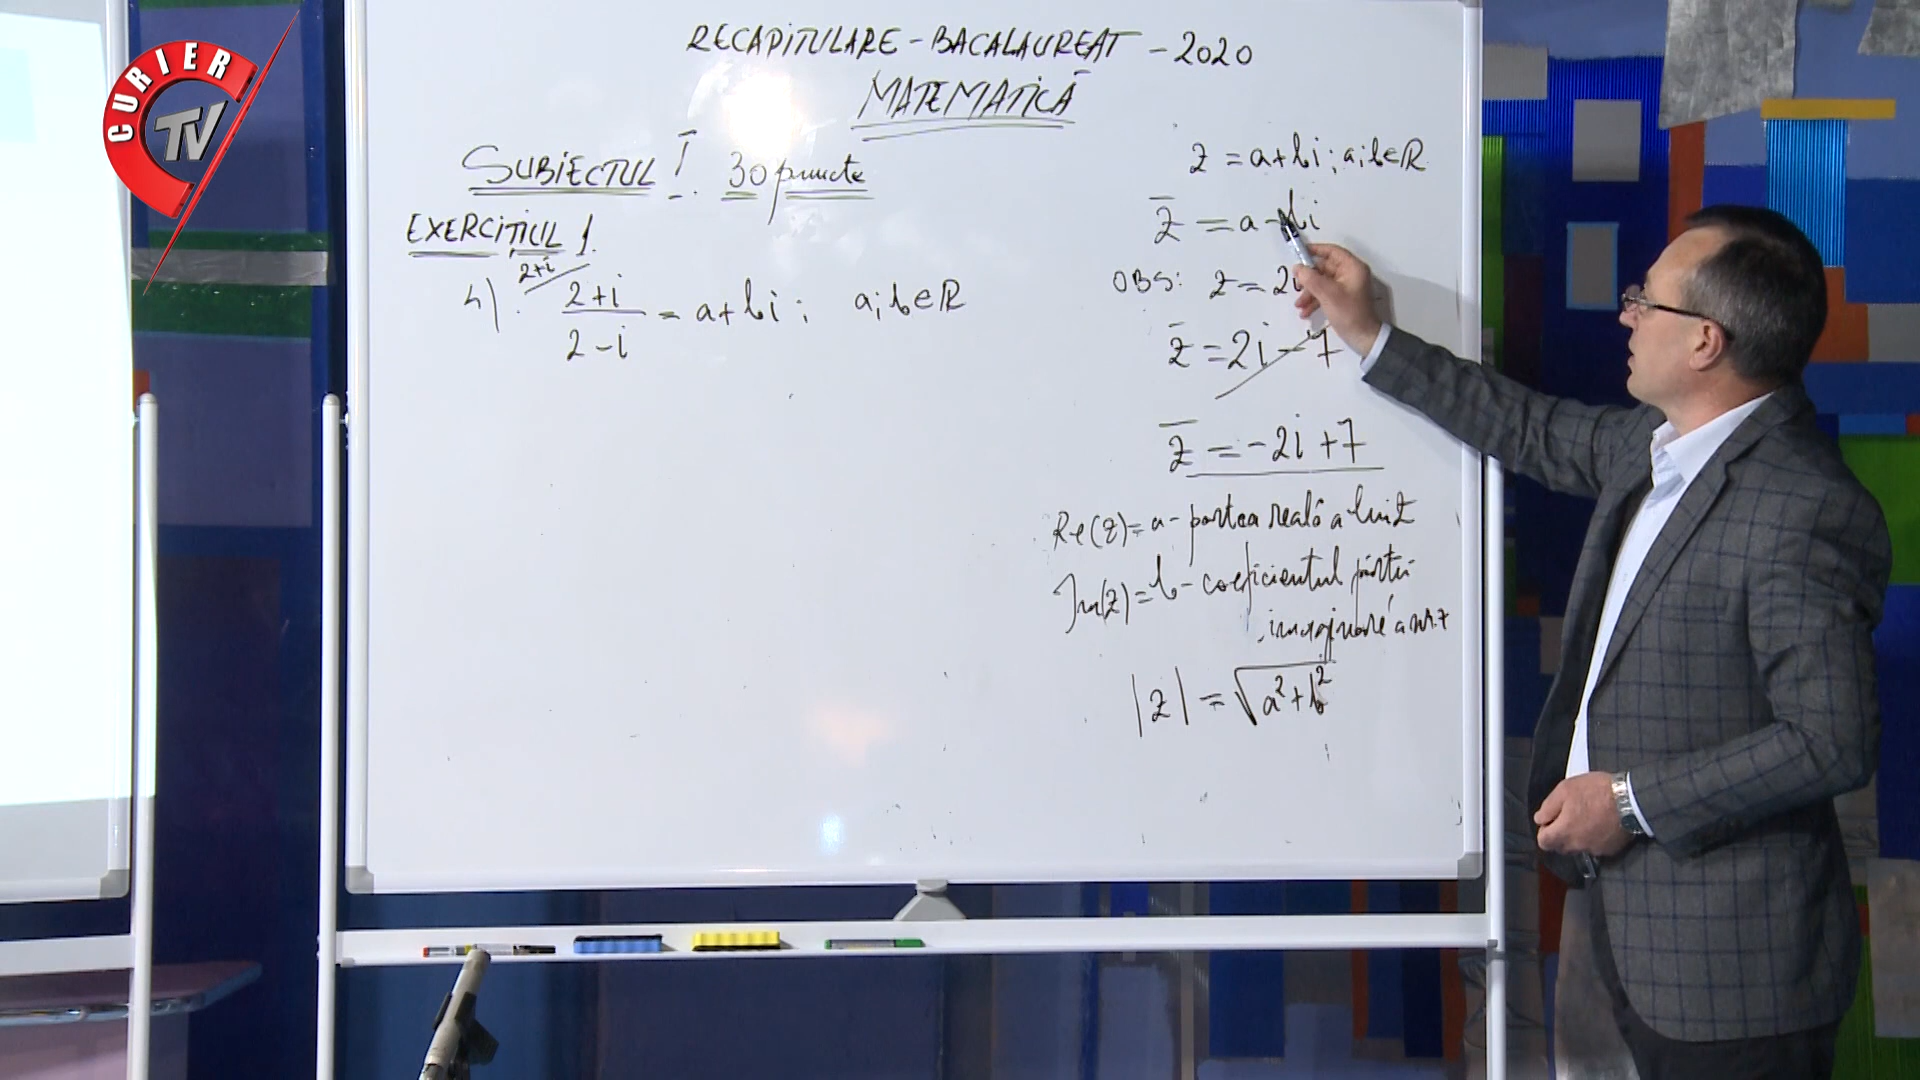 CURIER
TV
RECAPITULARE - BACALAUREAT - 2020
MATEMATICĂ
SUBIECTUL I. 30 puncte
EXERCIȚIUL 1.
2+i
2+i
2-i
= a+bi ; a;b∈R
z = a+bi ; a;b∈R
z̄ = a-bi
OBS: z = 2i
z̄ = 2i - 7
z̄ = -2i + 7
Re(z) = a - partea reală a lui z
Im(z) = b - coeficientul părții
imaginare a nr. z
|z| = √a²+b²